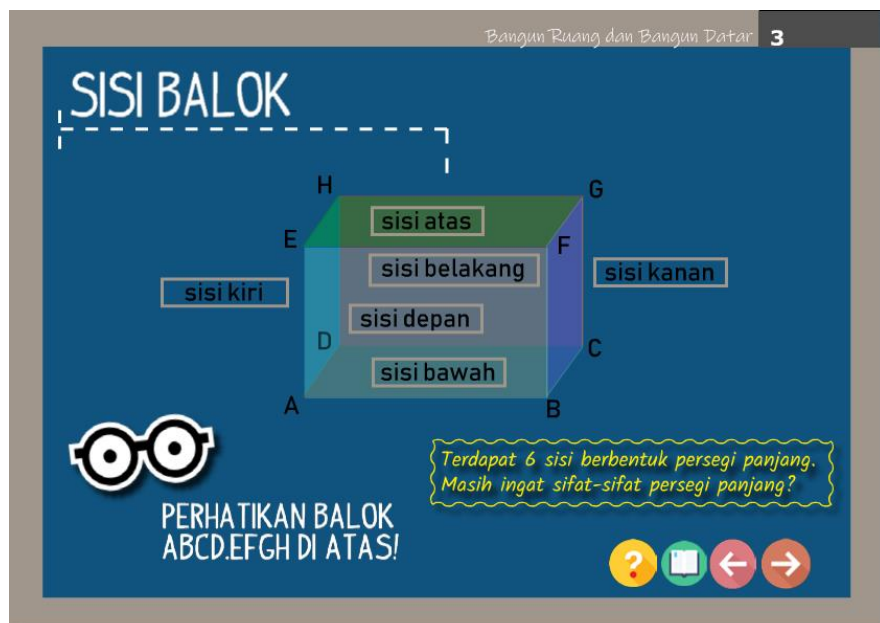 Bangun Ruang dan Bangun Datar 3
SISI BALOK
H
G
sisi atas
E
F
sisi belakang
sisi kanan
sisi kiri
sisi depan
D
C
sisi bawah
A
B
Terdapat 6 sisi berbentuk persegi panjang.
Masih ingat sifat-sifat persegi panjang?
PERHATIKAN BALOK
ABCD.EFGH DI ATAS!
?